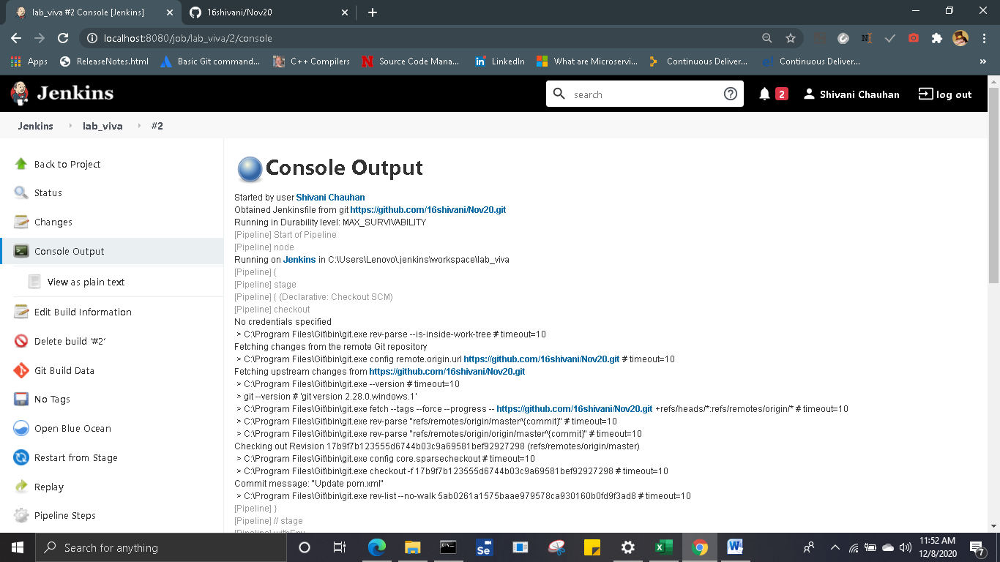 lab_viva #2 Console [Jenkins]
16shivani/Nov20
localhost:8080/job/lab_viva/2/console
Apps
ReleaseNotes.html
Basic Git command...
C++ Compilers
Source Code Mana...
LinkedIn
What are Microservi...
Continuous Deliver...
Continuous Deliver...
Jenkins
search
2
Shivani Chauhan
log out
Jenkins
lab_viva
#2
Back to Project
Status
Changes
Console Output
View as plain text
Edit Build Information
Delete build '#2'
Git Build Data
No Tags
Open Blue Ocean
Restart from Stage
Replay
Pipeline Steps
Console Output
Started by user Shivani Chauhan
Obtained Jenkinsfile from git https://github.com/16shivani/Nov20.git
Running in Durability level: MAX_SURVIVABILITY
[Pipeline] Start of Pipeline
[Pipeline] node
Running on Jenkins in C:\Users\Lenovo\.jenkins\workspace\lab_viva
[Pipeline] {
[Pipeline] stage
[Pipeline] { (Declarative: Checkout SCM)
[Pipeline] checkout
No credentials specified
> C:\Program Files\Git\bin\git.exe rev-parse --is-inside-work-tree # timeout=10
Fetching changes from the remote Git repository
> C:\Program Files\Git\bin\git.exe config remote.origin.url https://github.com/16shivani/Nov20.git # timeout=10
Fetching upstream changes from https://github.com/16shivani/Nov20.git
> C:\Program Files\Git\bin\git.exe --version # timeout=10
> git --version # 'git version 2.28.0.windows.1'
> C:\Program Files\Git\bin\git.exe fetch --tags --force --progress -- https://github.com/16shivani/Nov20.git +refs/heads/*:refs/remotes/origin/* # timeout=10
> C:\Program Files\Git\bin\git.exe rev-parse "refs/remotes/origin/master^{commit}" # timeout=10
> C:\Program Files\Git\bin\git.exe rev-parse "refs/remotes/origin/origin/master^{commit}" # timeout=10
Checking out Revision 17b9f7b123555d6744b03c9a69581bef92927298 (refs/remotes/origin/master)
> C:\Program Files\Git\bin\git.exe config core.sparsecheckout # timeout=10
> C:\Program Files\Git\bin\git.exe checkout -f 17b9f7b123555d6744b03c9a69581bef92927298 # timeout=10
Commit message: "Update pom.xml"
> C:\Program Files\Git\bin\git.exe rev-list --no-walk 5ab0261a1575baae979578ca930160b0fd9f3ad8 # timeout=10
[Pipeline] }
[Pipeline] // stage
[Pipeline] withEnv
Search for anything
Se
11:52 AM
12/8/2020
7